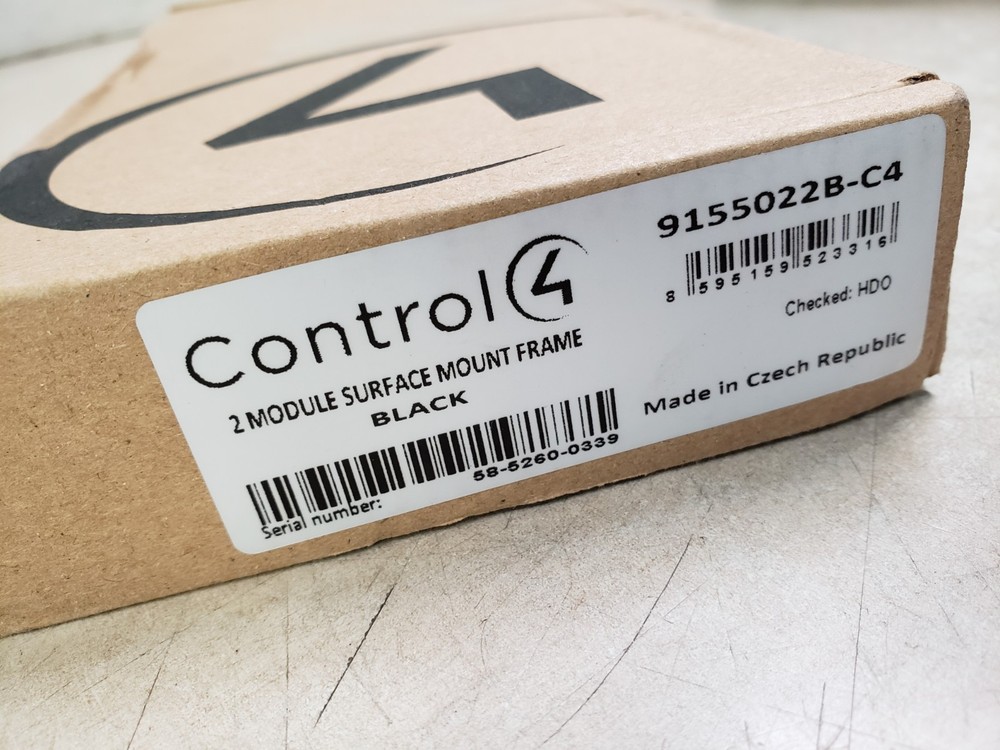 4
Control4
2 MODULE SURFACE MOUNT FRAME
BLACK
58-5260-0339
Serial number:
9155022B-C4
8 595159 523316
Checked: HDO
Made in Czech Republic